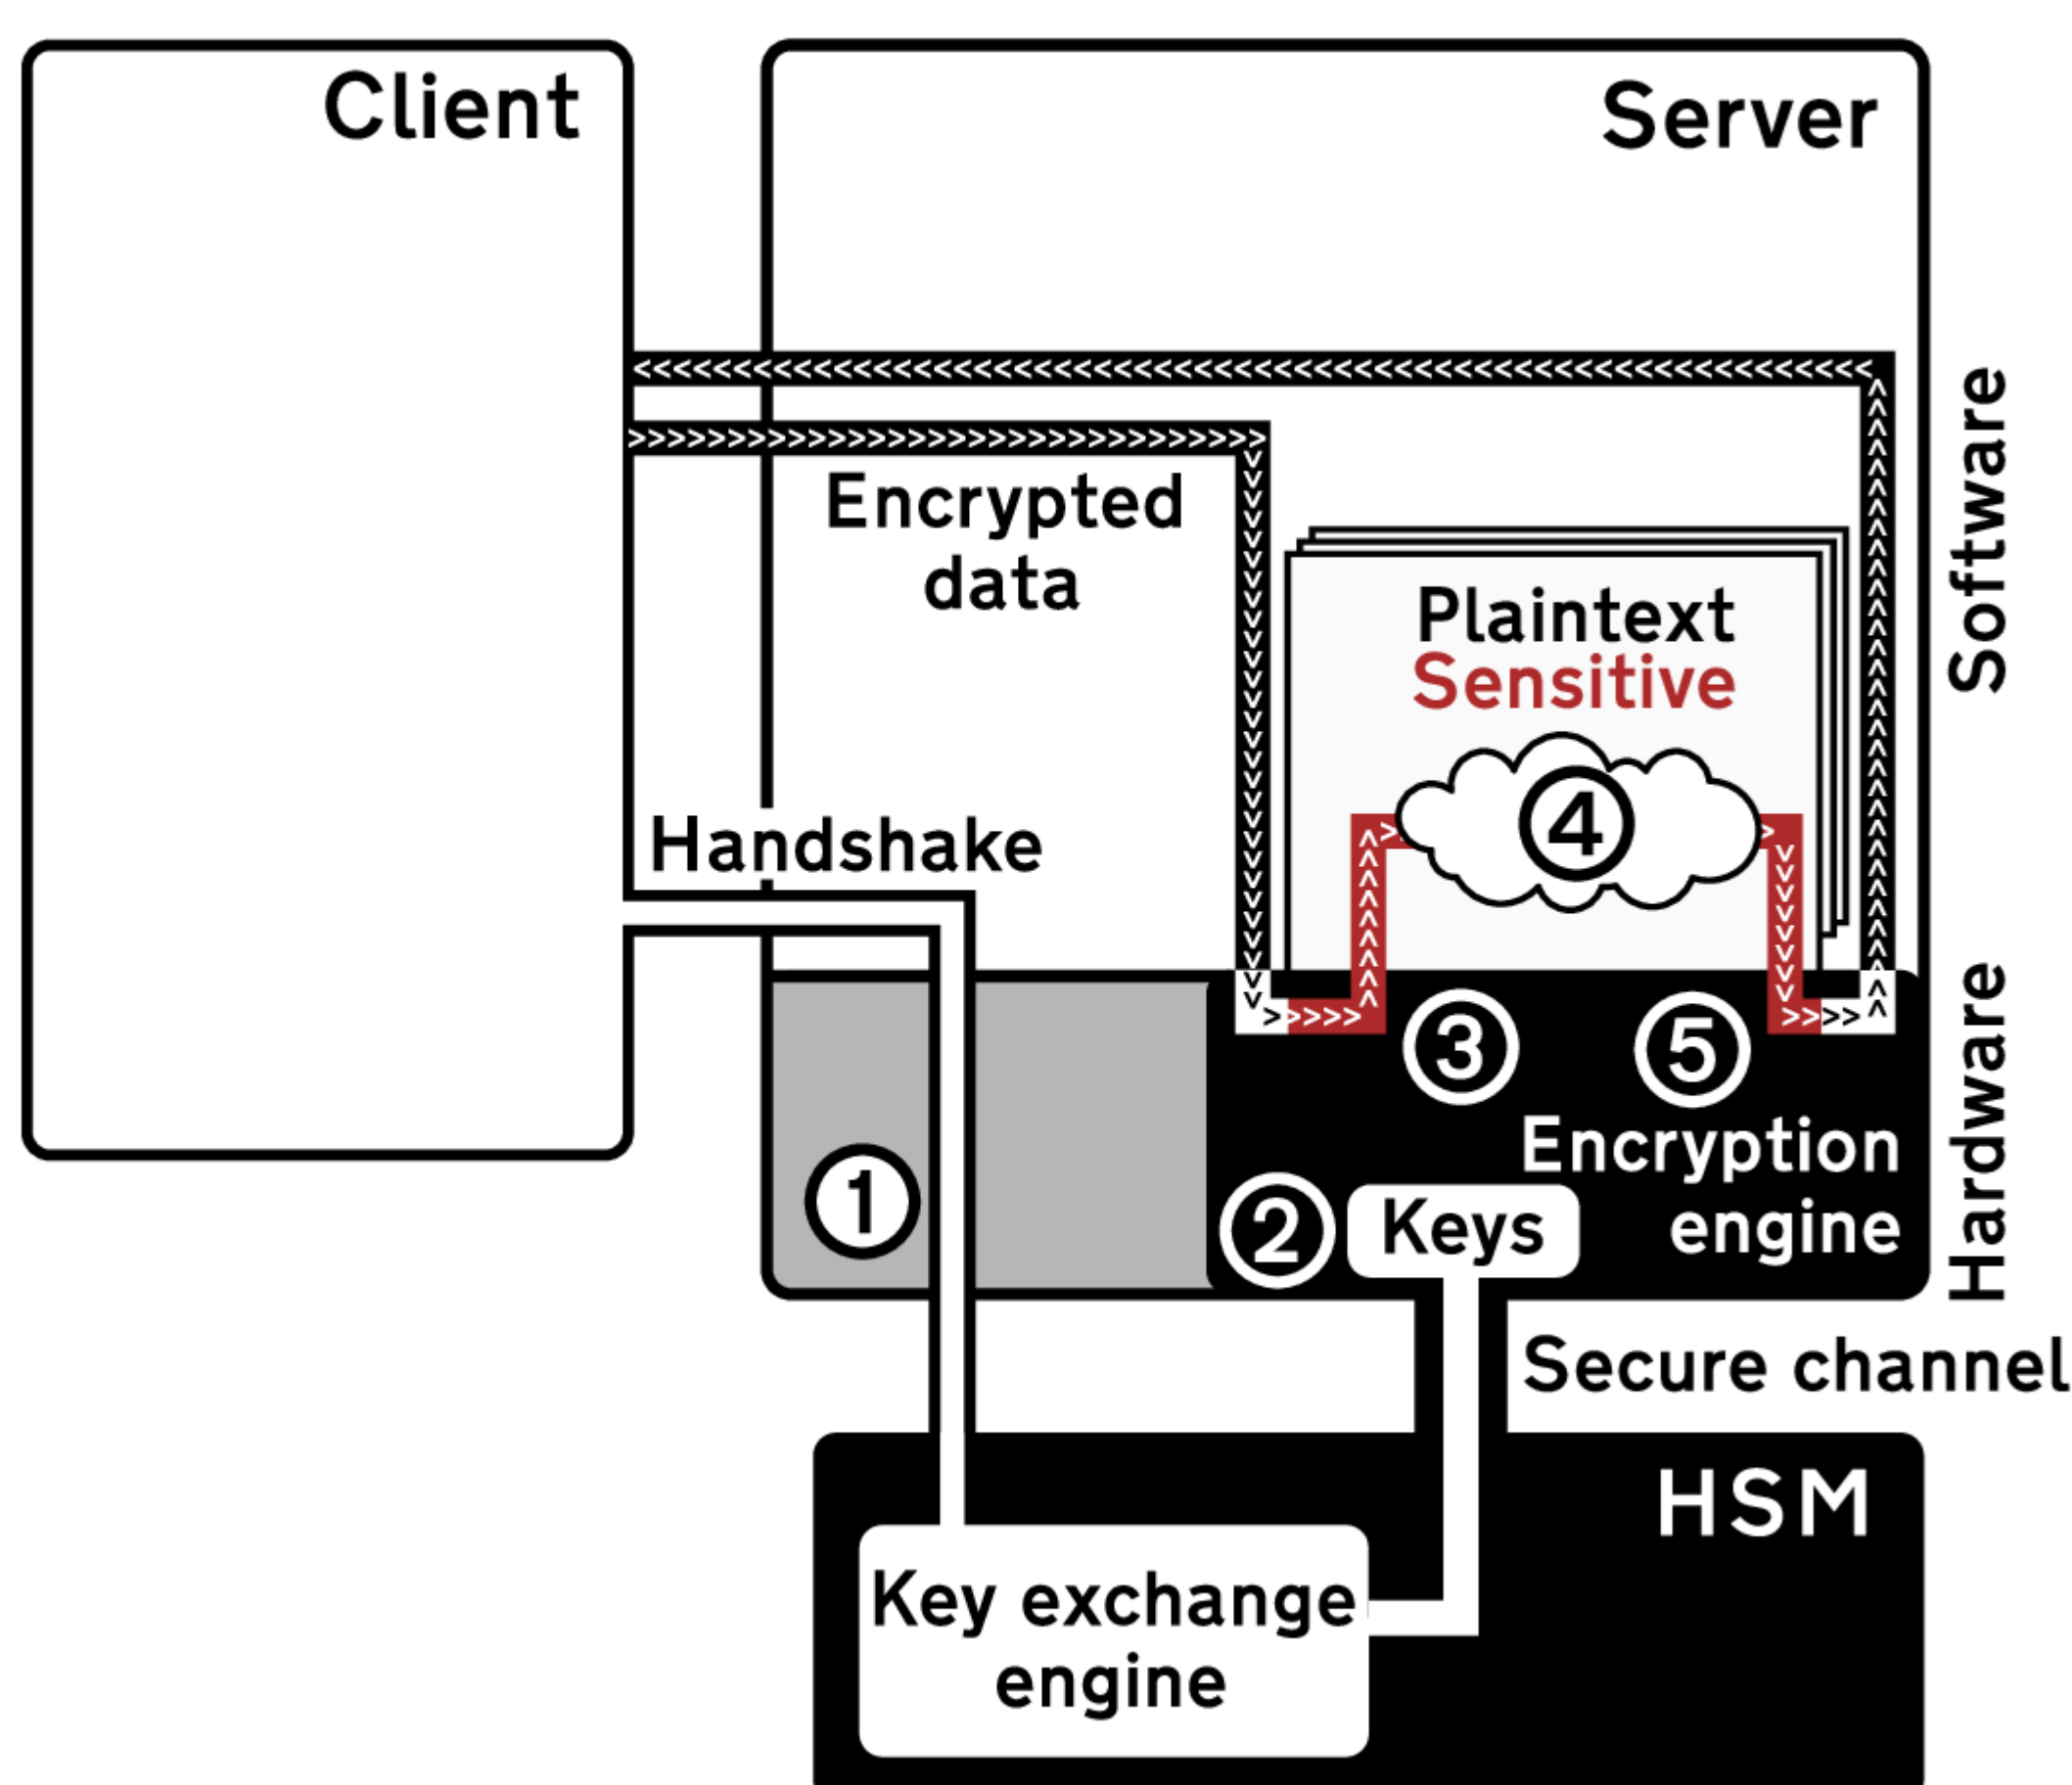 Client
Server
Encrypted
data
Software
Plaintext
Sensitive
4
Handshake
3
5
Hardware
Encryption
engine
1
2
Keys
Secure channel
HSM
Key exchange
engine